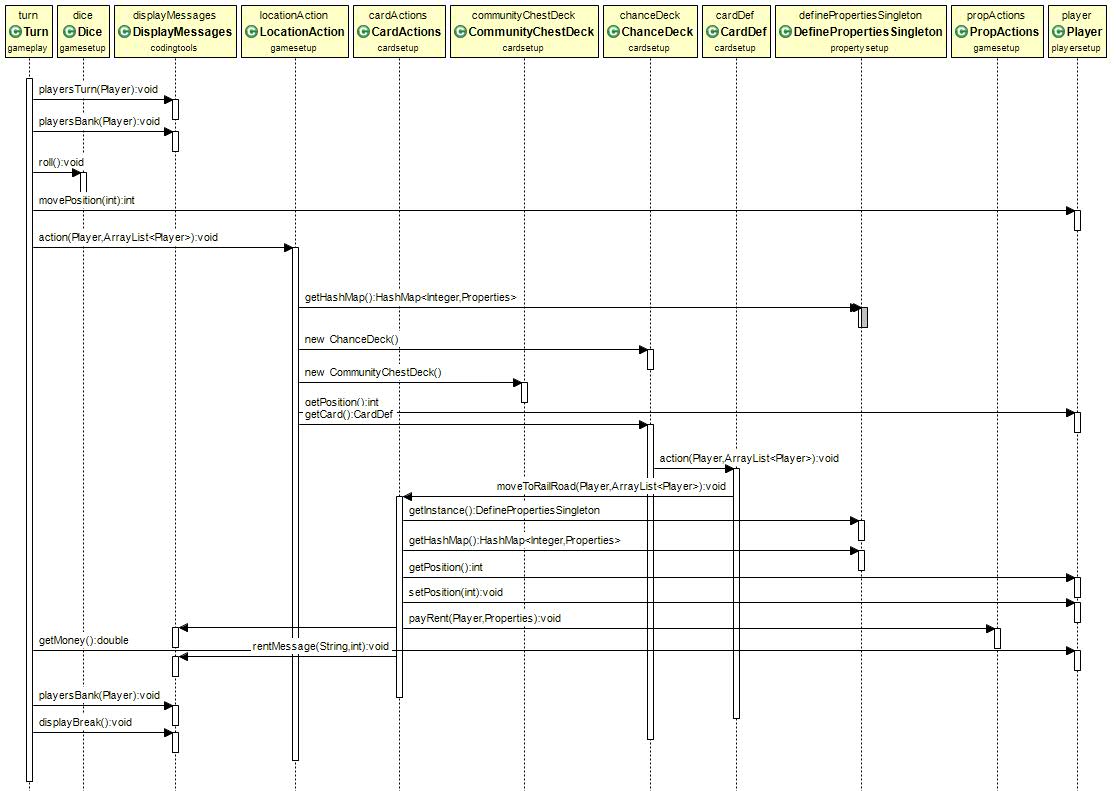 turn
C Turn
gameplay
dice
C Dice
gamesetup
displayMessages
C DisplayMessages
codingtools
locationAction
C LocationAction
gamesetup
cardActions
C CardActions
cardsetup
communityChestDeck
C CommunityChestDeck
cardsetup
chanceDeck
C ChanceDeck
cardsetup
cardDef
C CardDef
cardsetup
definePropertiesSingleton
C DefinePropertiesSingleton
propertysetup
propActions
C PropActions
gamesetup
player
C Player
playersetup
playersTurn(Player):void
playersBank(Player):void
roll():void
movePosition(int):int
action(Player,ArrayList<Player>):void
getHashMap():HashMap<Integer,Properties>
new ChanceDeck()
new CommunityChestDeck()
getPosition():int
getCard():CardDef
action(Player,ArrayList<Player>):void
moveToRailRoad(Player,ArrayList<Player>):void
getInstance():DefinePropertiesSingleton
getHashMap():HashMap<Integer,Properties>
getPosition():int
setPosition(int):void
payRent(Player,Properties):void
getMoney():double
rentMessage(String,int):void
playersBank(Player):void
displayBreak():void